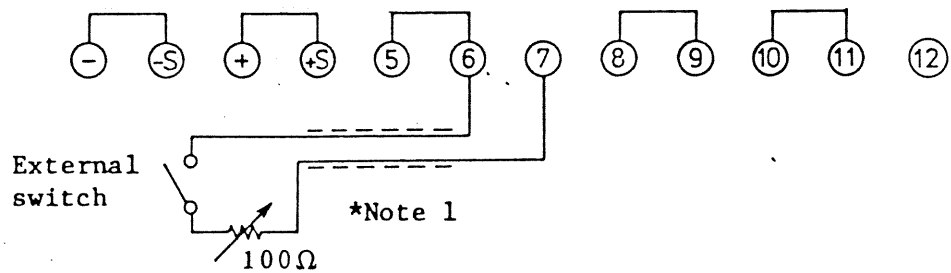 - -S + +S 5 6 7 8 9 10 11 12
External
switch
*Note 1
100Ω